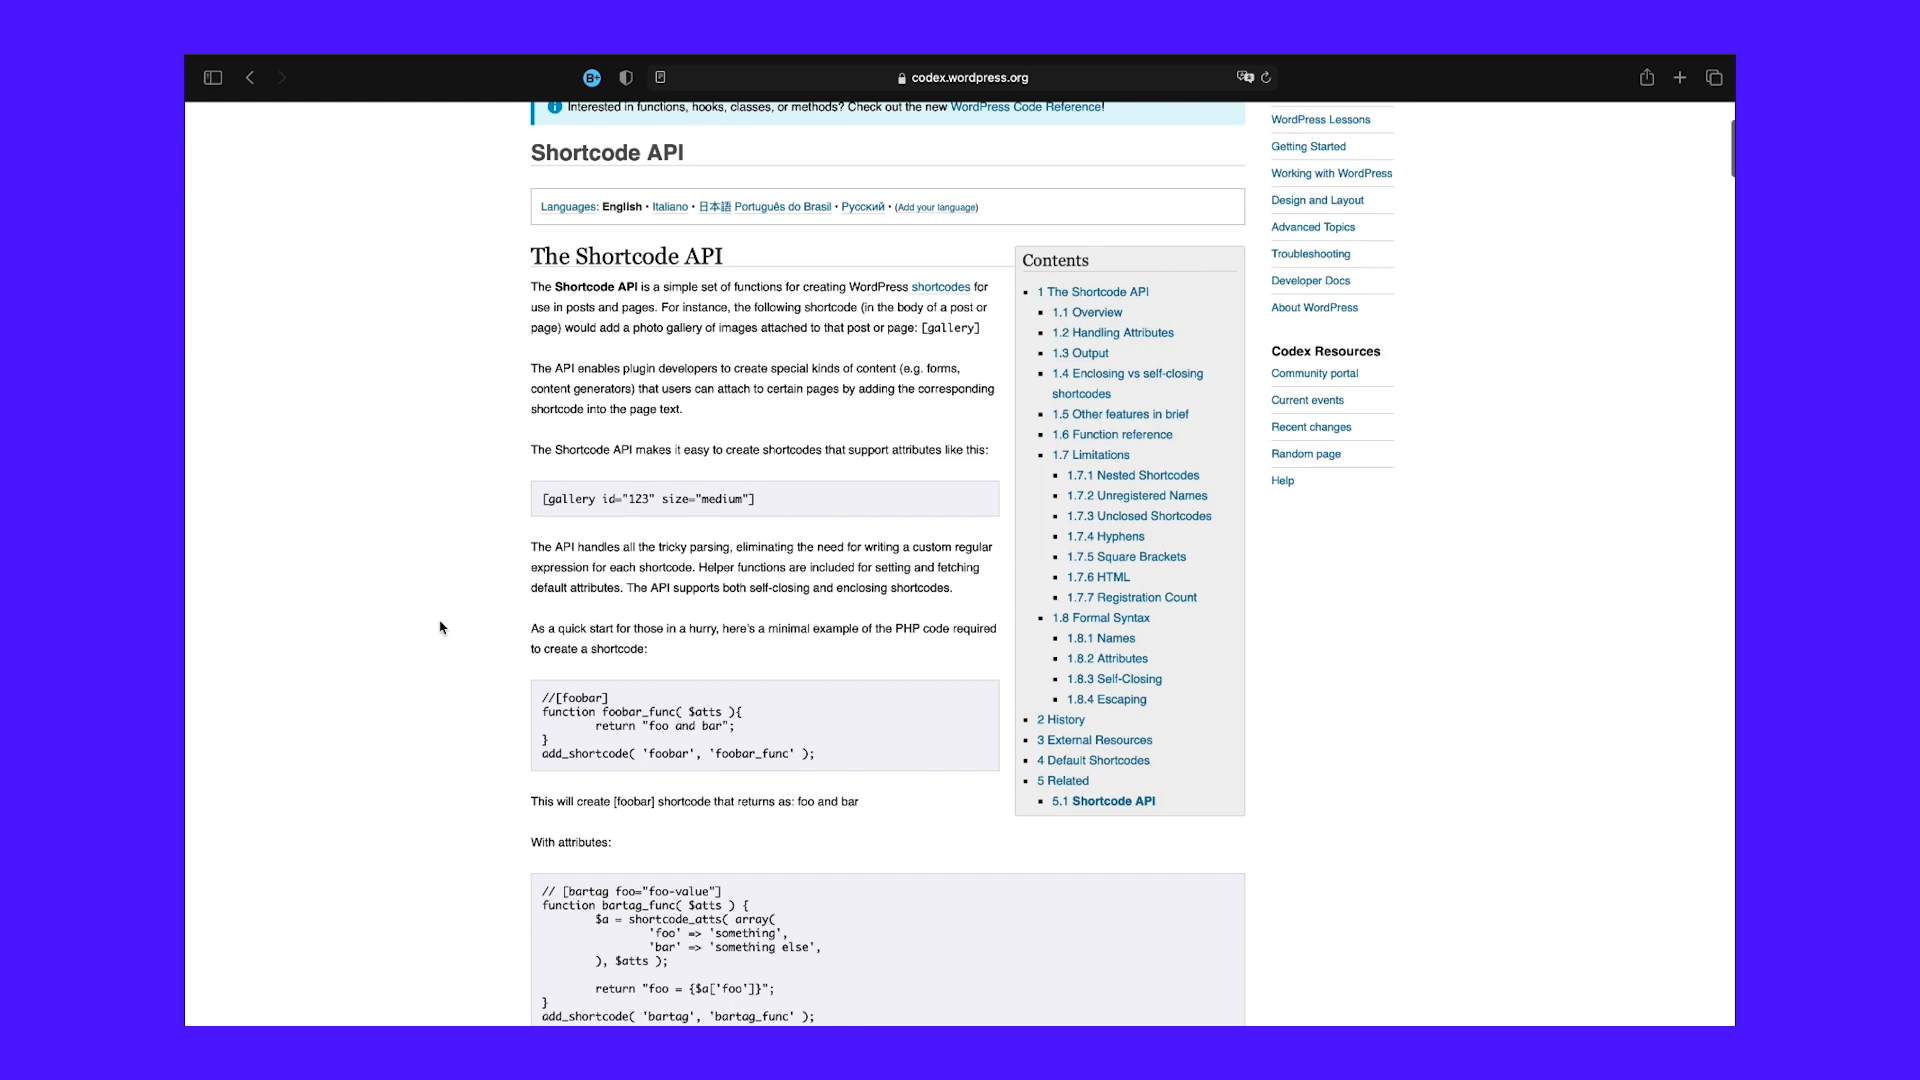 codex.wordpress.org
Interested in functions, hooks, classes, or methods? Check out the new WordPress Code Reference!
Shortcode API
Languages: English • Italiano • 日本語 Português do Brasil • Русский • (Add your language)
The Shortcode API
The Shortcode API is a simple set of functions for creating WordPress shortcodes for
use in posts and pages. For instance, the following shortcode (in the body of a post or
page) would add a photo gallery of images attached to that post or page: [gallery]
The API enables plugin developers to create special kinds of content (e.g. forms,
content generators) that users can attach to certain pages by adding the corresponding
shortcode into the page text.
The Shortcode API makes it easy to create shortcodes that support attributes like this:
[gallery id="123" size="medium"]
The API handles all the tricky parsing, eliminating the need for writing a custom regular
expression for each shortcode. Helper functions are included for setting and fetching
default attributes. The API supports both self-closing and enclosing shortcodes.
As a quick start for those in a hurry, here's a minimal example of the PHP code required
to create a shortcode:
//[foobar]
function foobar_func( $atts ){
return "foo and bar";
}
add_shortcode( 'foobar', 'foobar_func' );
This will create [foobar] shortcode that returns as: foo and bar
With attributes:
// [bartag foo="foo-value"]
function bartag_func( $atts ) {
$a = shortcode_atts( array(
'foo' => 'something',
'bar' => 'something else',
), $atts );
return "foo = {$a['foo']}";
}
add_shortcode( 'bartag', 'bartag_func' );
Contents
1 The Shortcode API
1.1 Overview
1.2 Handling Attributes
1.3 Output
1.4 Enclosing vs self-closing
shortcodes
1.5 Other features in brief
1.6 Function reference
1.7 Limitations
1.7.1 Nested Shortcodes
1.7.2 Unregistered Names
1.7.3 Unclosed Shortcodes
1.7.4 Hyphens
1.7.5 Square Brackets
1.7.6 HTML
1.7.7 Registration Count
1.8 Formal Syntax
1.8.1 Names
1.8.2 Attributes
1.8.3 Self-Closing
1.8.4 Escaping
2 History
3 External Resources
4 Default Shortcodes
5 Related
5.1 Shortcode API
WordPress Lessons
Getting Started
Working with WordPress
Design and Layout
Advanced Topics
Troubleshooting
Developer Docs
About WordPress
Codex Resources
Community portal
Current events
Recent changes
Random page
Help